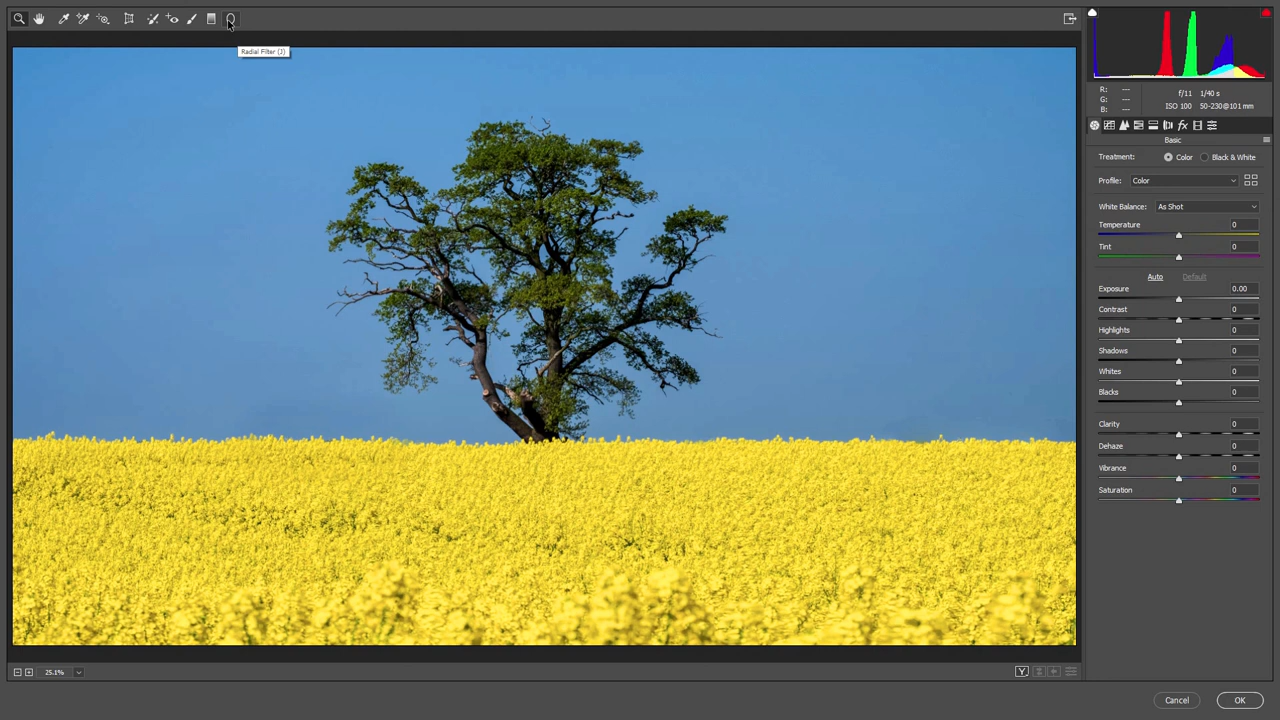 Radial Filter (J)
R: ---
G: ---
B: ---
f/11 1/40 s
ISO 100 50-230@101 mm
fx
Basic
Treatment: Color Black & White
Profile: Color
White Balance: As Shot
Temperature 0
Tint 0
Auto Default
Exposure 0.00
Contrast 0
Highlights 0
Shadows 0
Whites 0
Blacks 0
Clarity 0
Dehaze 0
Vibrance 0
Saturation 0
25.1% Y
Cancel OK